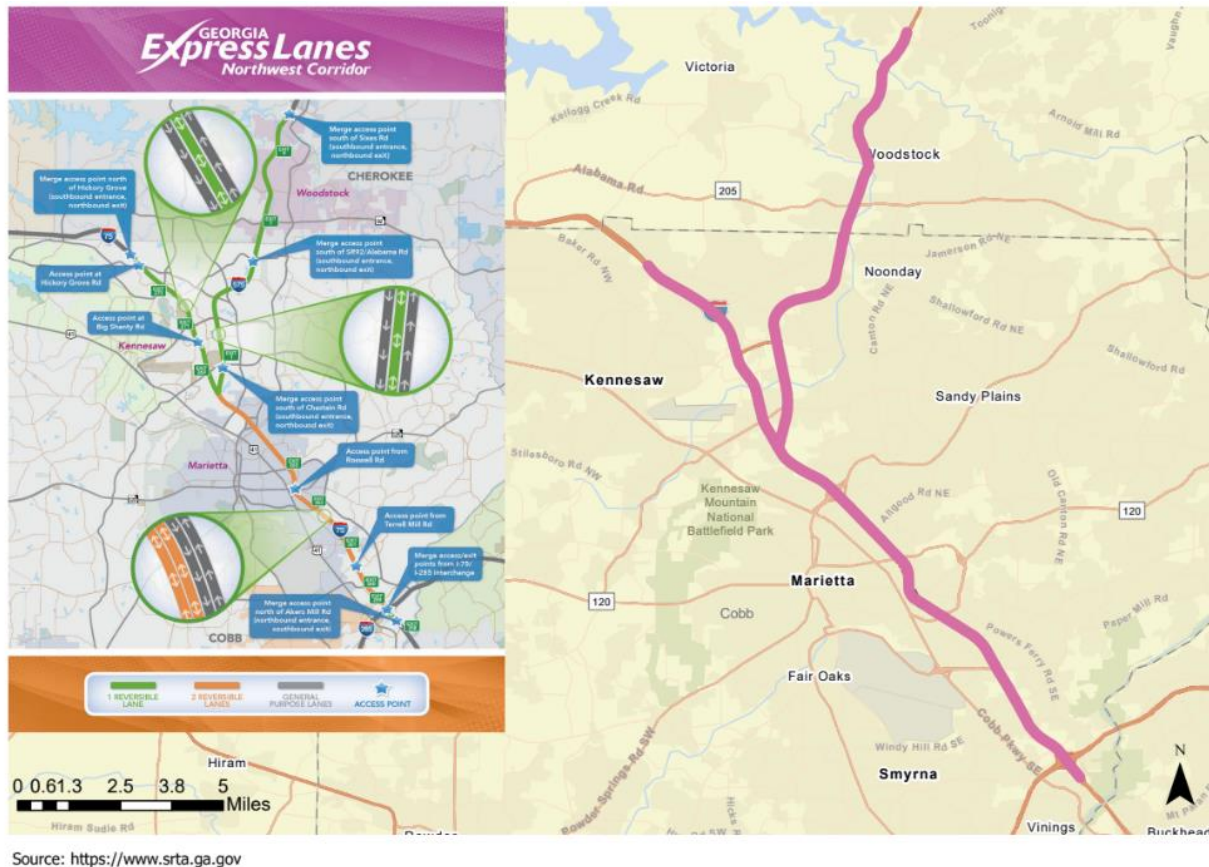 GEORGIA
Express Lanes
Northwest Corridor
Merge access point
south of Sixes Rd
(southbound entrance,
northbound exit)
CHEROKEE
Woodstock
Merge access point north
of Hickory Grove
(southbound entrance,
northbound exit)
75
Access point at
Hickory Grove Rd
Merge access point
south of SR92/Alabama Rd
(southbound entrance,
northbound exit)
575
Access point at
Big Shanty Rd
41
Kennesaw
Merge access point
south of Chastain Rd
(southbound entrance,
northbound exit)
41
Marietta
Access point from
Roswell Rd
75
Access point from
Terrell Mill Rd
41
Merge access/exit
points from I-75/
I-285 interchange
Merge access point
north of Akers Mill Rd
(northbound entrance,
southbound exit)
COBB
1 REVERSIBLE
LANE
2 REVERSIBLE
LANES
GENERAL
PURPOSE LANES
ACCESS POINT
Victoria
Toonig
Vaughn
Kellogg Creek Rd
Arnold Mill Rd
Woodstock
Alabama Rd
205
Baker Rd NW
Jamerson Rd NE
Noonday
Canton Rd NE
Shallowford Rd NE
Shallowford Rd
Kennesaw
Sandy Plains
Stilesboro Rd NW
Kennesaw
Mountain
National
Battlefield Park
Allgood Rd NE
Old Canton Rd NE
120
Marietta
120
Cobb
Paper Mill Rd
Powers Ferry Rd SE
Fair Oaks
Windy Hill Rd SE
Cobb Pkwy SE
Powder Springs Rd SW
Smyrna
Hiram
Hiram Sudie Rd
Vinings
Mt Paran R
Buckhead
N
0 0.61.3 2.5 3.8 5
Miles
Source: https://www.srta.ga.gov